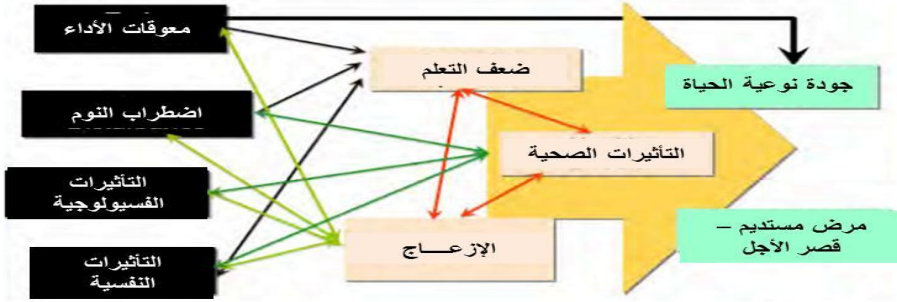 معوقات الأداء
اضطراب النوم
التأثيرات
الفسيولوجية
التأثيرات
النفسية
ضعف التعلم
التأثيرات الصحية
الإزعـــــاج
جودة نوعية الحياة
مرض مستديم –
قصر الأجل